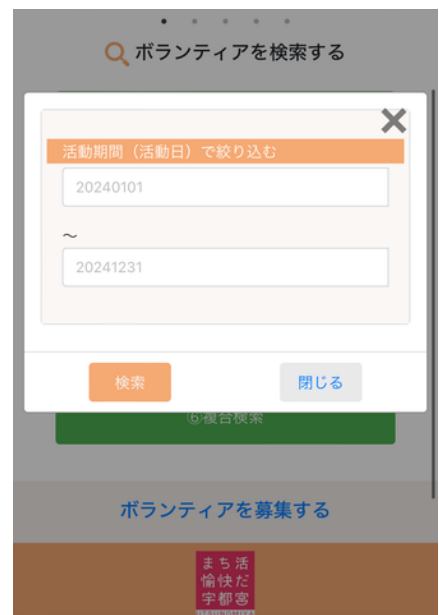 ボランティアを検索する
活動期間（活動日）で絞り込む
20240101
～
20241231
検索
閉じる
⑥複合検索
ボランティアを募集する
まち活
愉快だ
宇都宮
UTSUNOMIYA